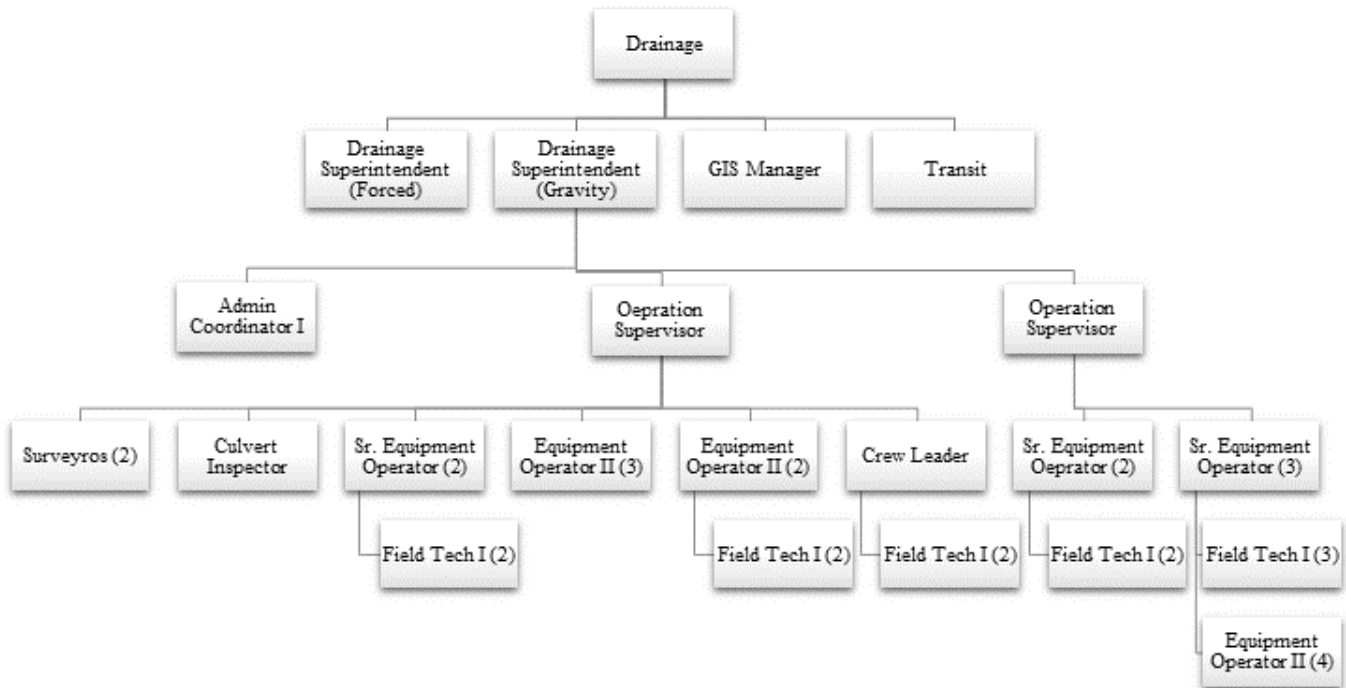 Drainage
Drainage
Superintendent
(Forced)
Drainage
Superintendent
(Gravity)
GIS Manager
Transit
Admin
Coordinator I
Oepration
Supervisor
Operation
Supervisor
Surveyros (2)
Culvert
Inspector
Sr. Equipment
Operator (2)
Equipment
Operator II (3)
Equipment
Operator II (2)
Crew Leader
Sr. Equipment
Oeprator (2)
Sr. Equipment
Operator (3)
Field Tech I (2)
Field Tech I (2)
Field Tech I (2)
Field Tech I (2)
Field Tech I (3)
Equipment
Operator II (4)